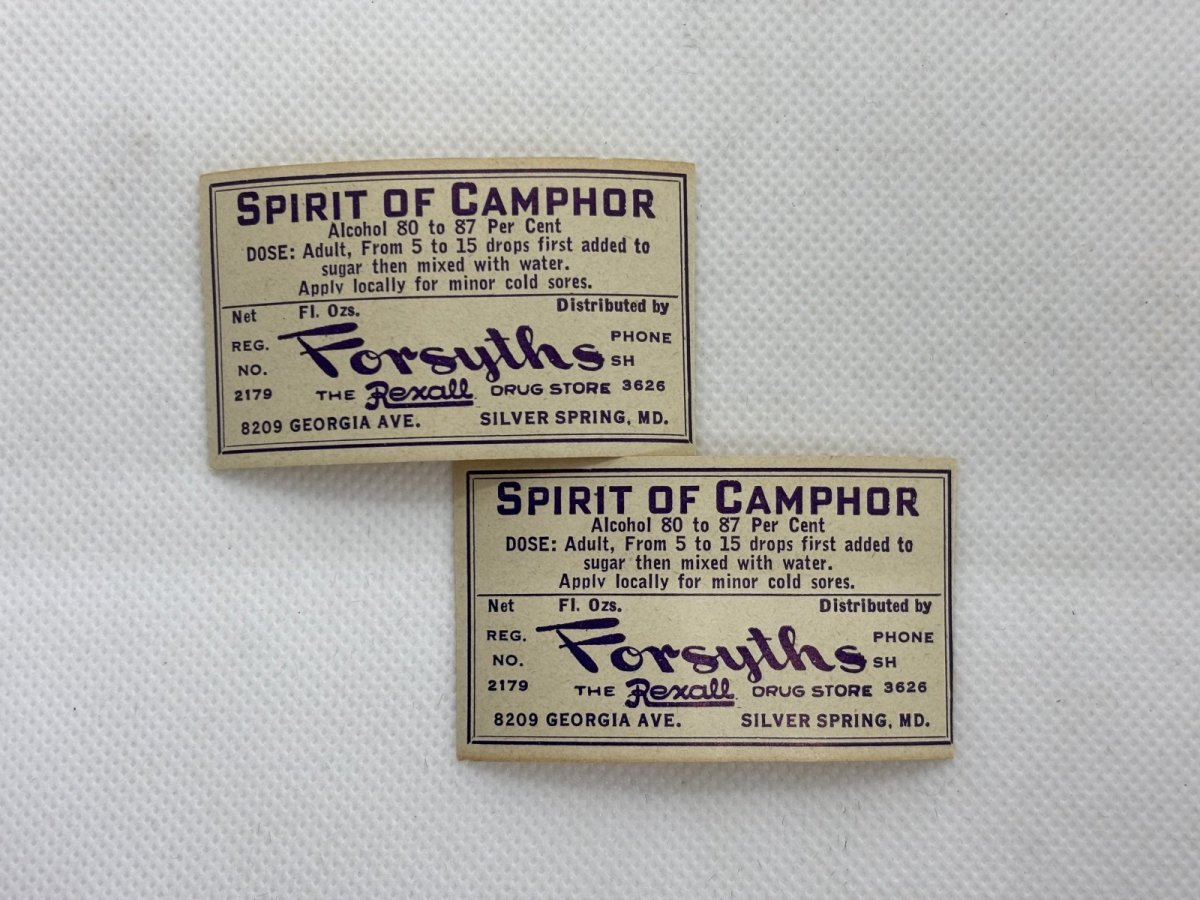 SPIRIT OF CAMPHOR
Alcohol 80 to 87 Per Cent
DOSE: Adult, From 5 to 15 drops first added to
sugar then mixed with water.
Apply locally for minor cold sores.
Net Fl. Ozs. Distributed by
REG. Forsyths PHONE
NO. SH
2179 THE Rexall DRUG STORE 3626
8209 GEORGIA AVE. SILVER SPRING, MD.
SPIRIT OF CAMPHOR
Alcohol 80 to 87 Per Cent
DOSE: Adult, From 5 to 15 drops first added to
sugar then mixed with water.
Apply locally for minor cold sores.
Net Fl. Ozs. Distributed by
REG. Forsyths PHONE
NO. SH
2179 THE Rexall DRUG STORE 3626
8209 GEORGIA AVE. SILVER SPRING, MD.